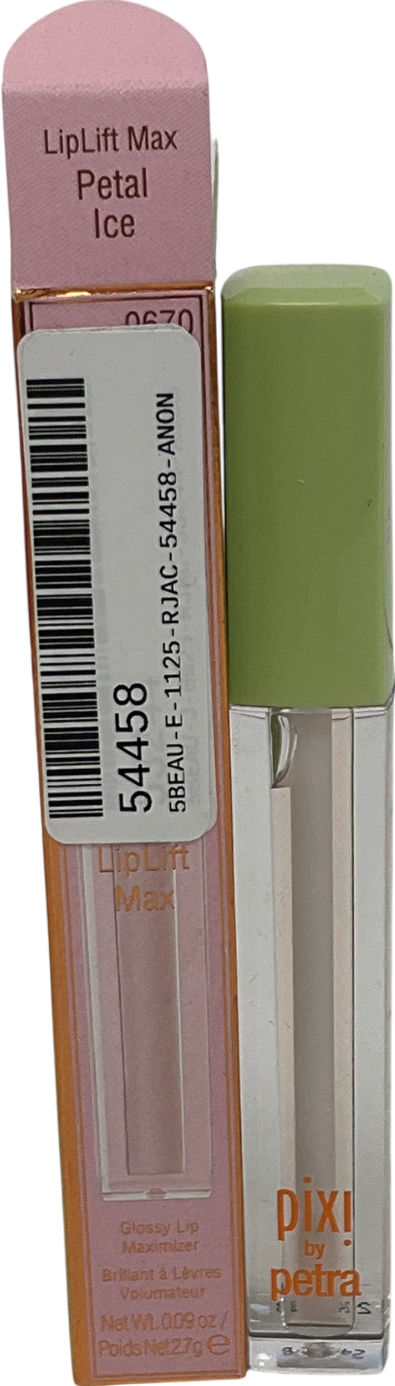 LipLift Max
Petal
Ice
0670
54458
5BEAU-E-1125-RJAC-54458-ANON
LipLift
Max
Glossy Lip
Maximizer
Brillant à Lèvres
Volumateur
Net Wt. 0.09 oz /
Poids Net 2.7g e
pixi
by
petra